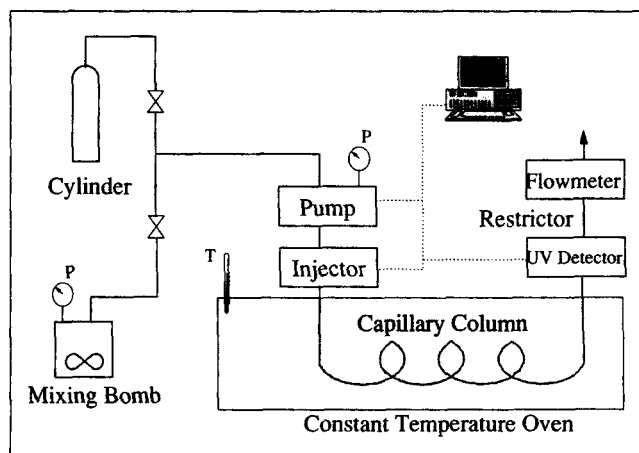 Cylinder
P
Mixing Bomb
P
Pump
Injector
T
Flowmeter
Restrictor
UV Detector
Capillary Column
Constant Temperature Oven